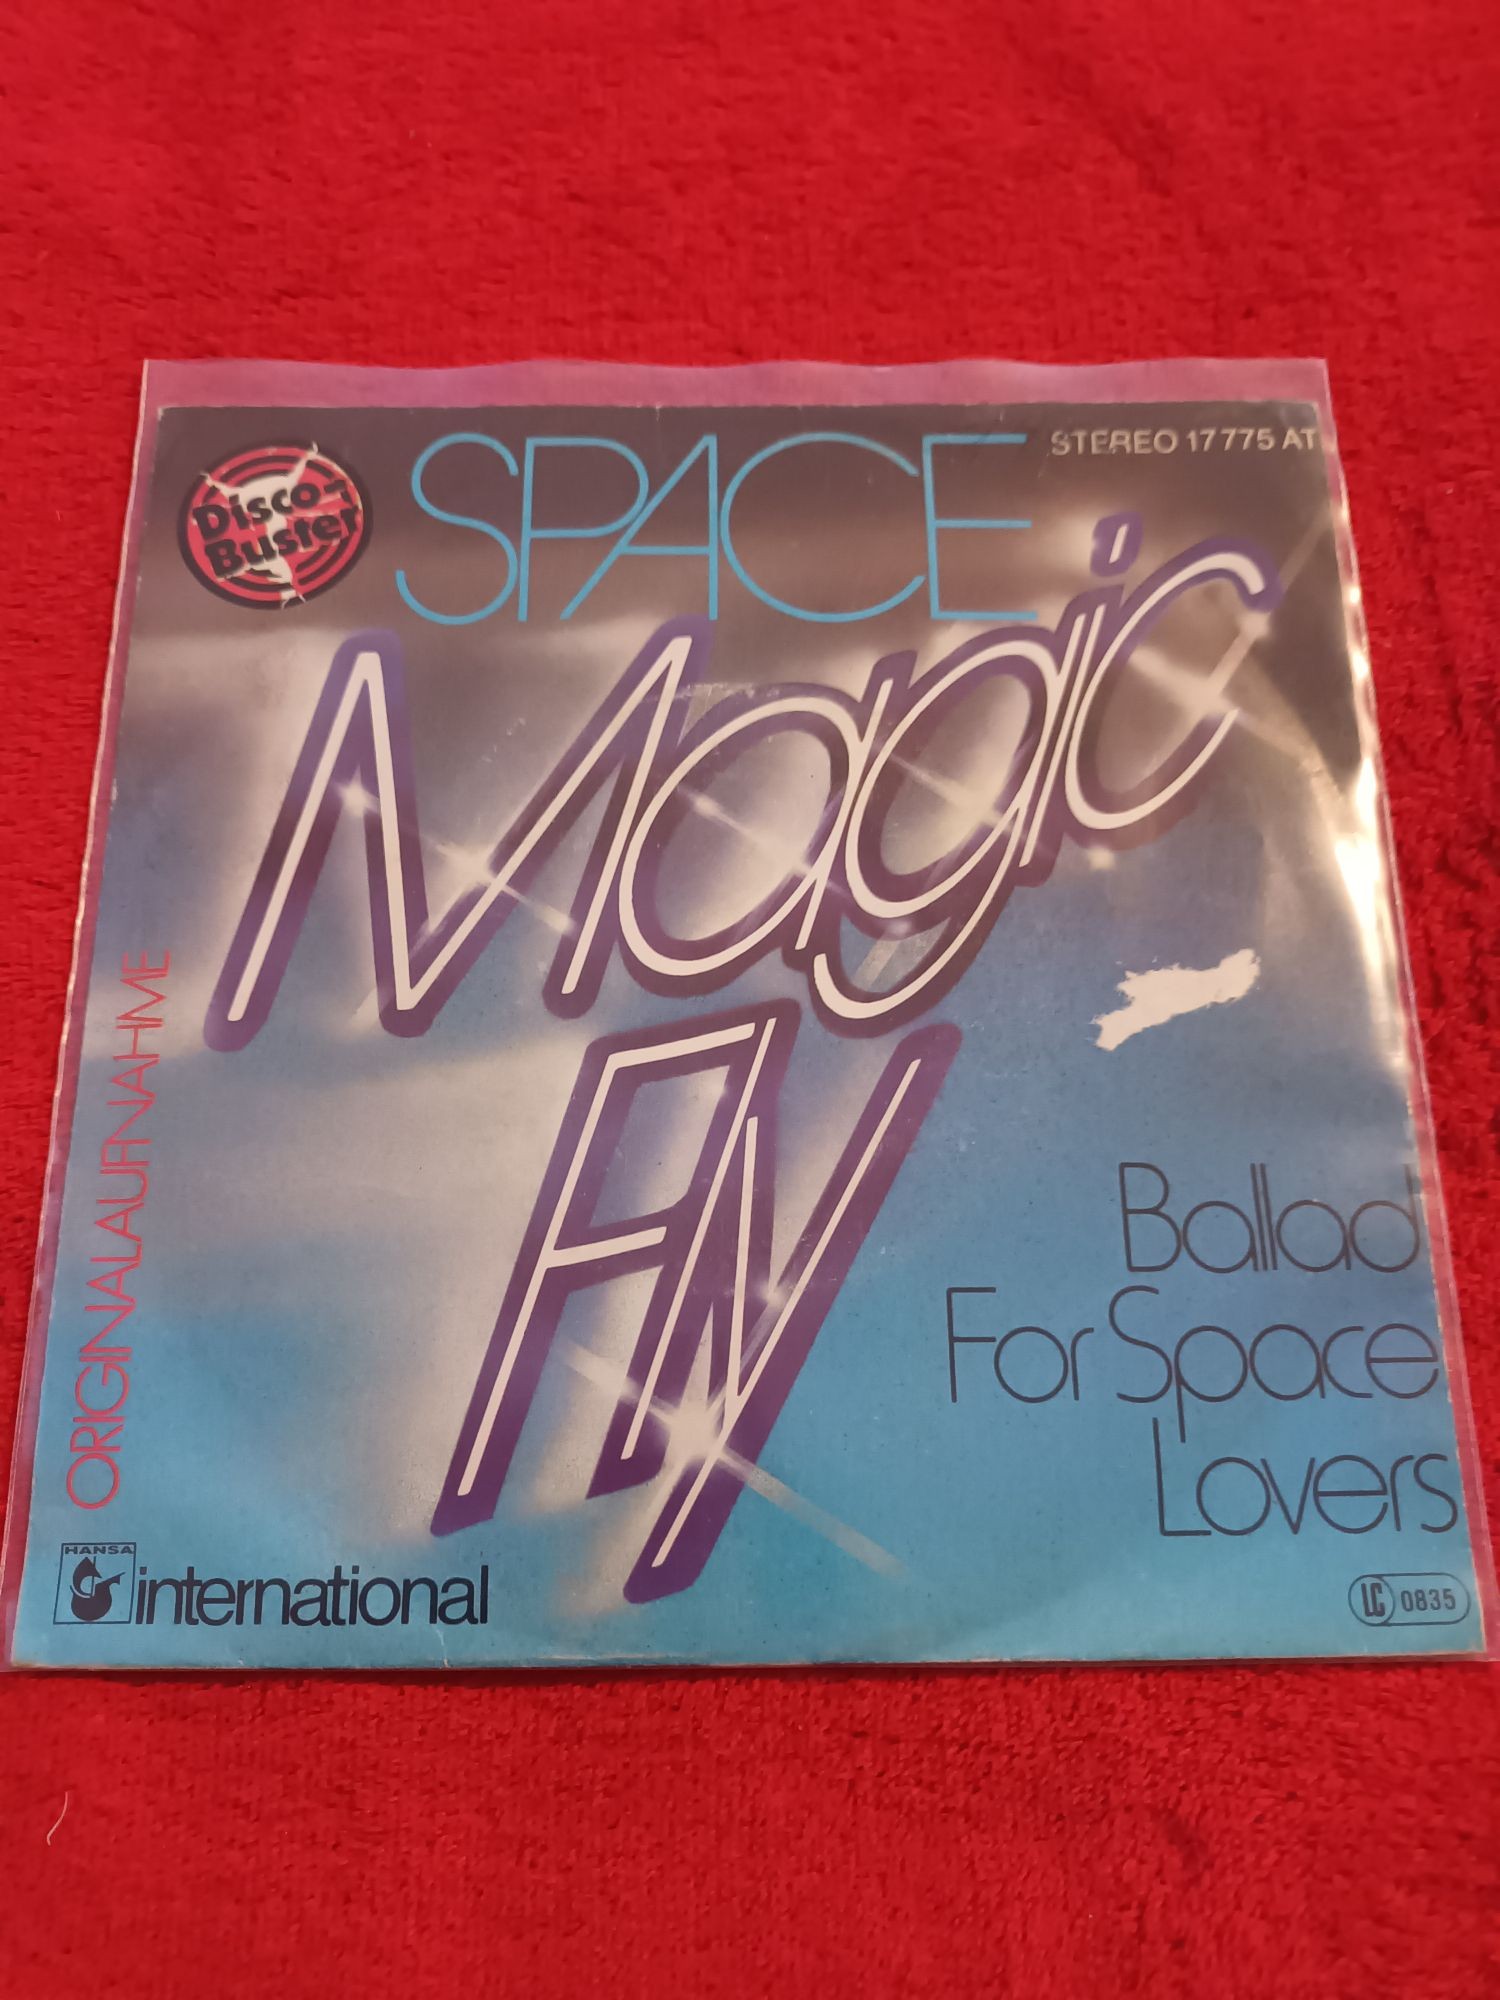 Disco-
Buster
SPACE
STEREO 17 775 AT
Magic
Fly
ORIGINALAUFNAHME
Ballad
For Space
Lovers
HANSA
international
LC 0835